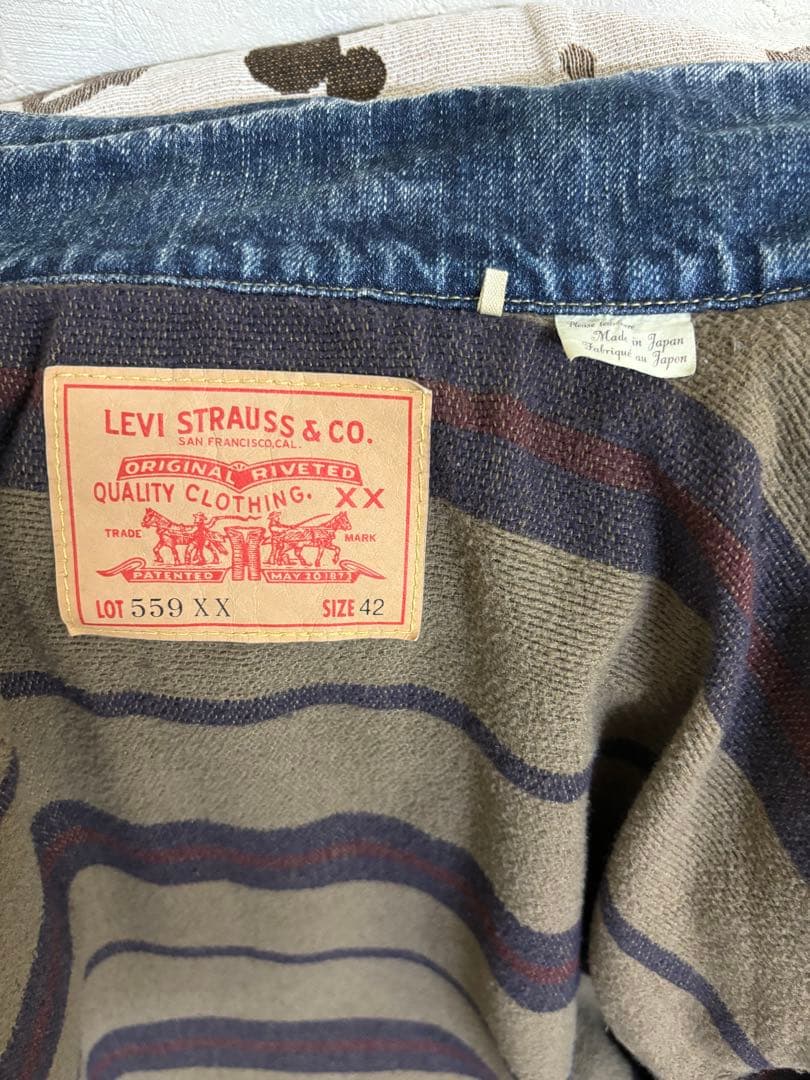 Made in Japan
Fabriqué au Japon
LEVI STRAUSS & CO.
SAN FRANCISCO, CAL.
ORIGINAL RIVETED
QUALITY CLOTHING. XX
TRADE MARK
PATENTED MAY 20 1873
LOT 559 XX SIZE 42